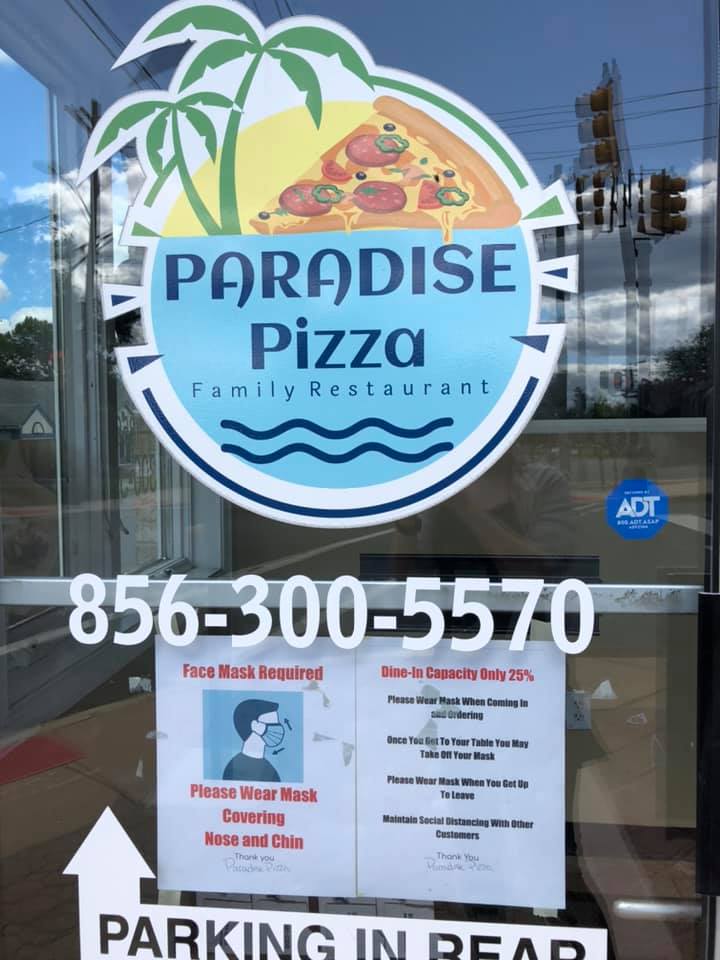 PARADISE
Pizza
Family Restaurant
ADT
856-300-5570
Face Mask Required
Please Wear Mask
Covering
Nose and Chin
Thank you
Paradise Pizza
Dine-In Capacity Only 25%
Please Wear Mask When Coming In
and Ordering
Once You Get To Your Table You May
Take Off Your Mask
Please Wear Mask When You Get Up
To Leave
Maintain Social Distancing With Other
Customers
Thank You
Paradise Pizza
PARKING IN REAR